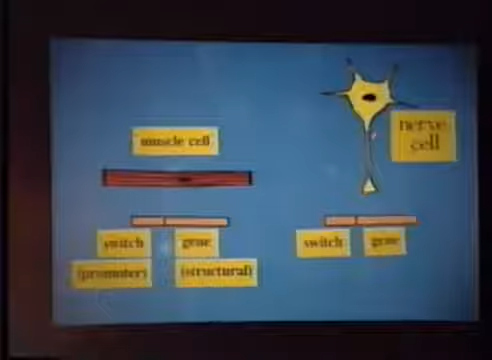 muscle cell
nerve
cell
switch gene
(promoter) (structural)
switch gene